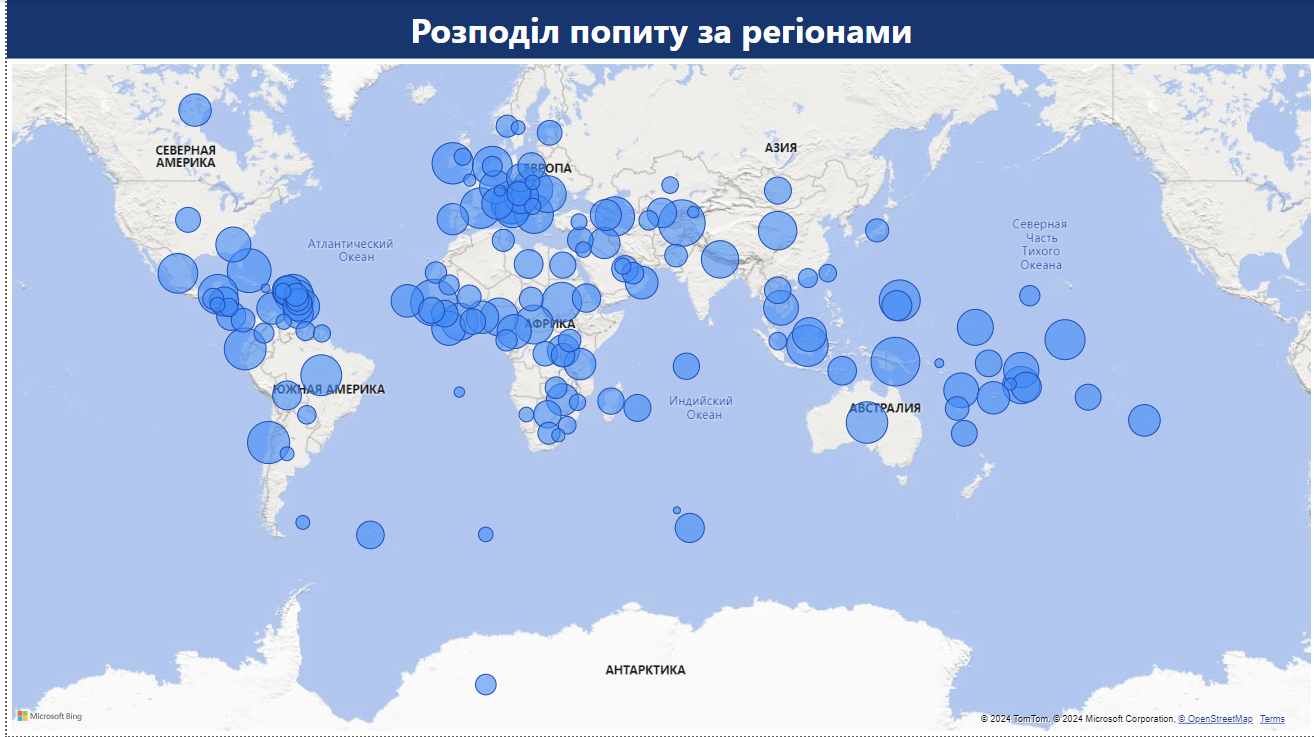 Розподіл попиту за регіонами
СЕВЕРНАЯ
АМЕРИКА
АЗИЯ
ЕВРОПА
Атлантический
Океан
Северная
Часть
Тихого
Океана
АФРИКА
ЮЖНАЯ АМЕРИКА
Индийский
Океан
АВСТРАЛИЯ
АНТАРКТИКА
Microsoft Bing
© 2024 TomTom, © 2024 Microsoft Corporation, © OpenStreetMap Terms